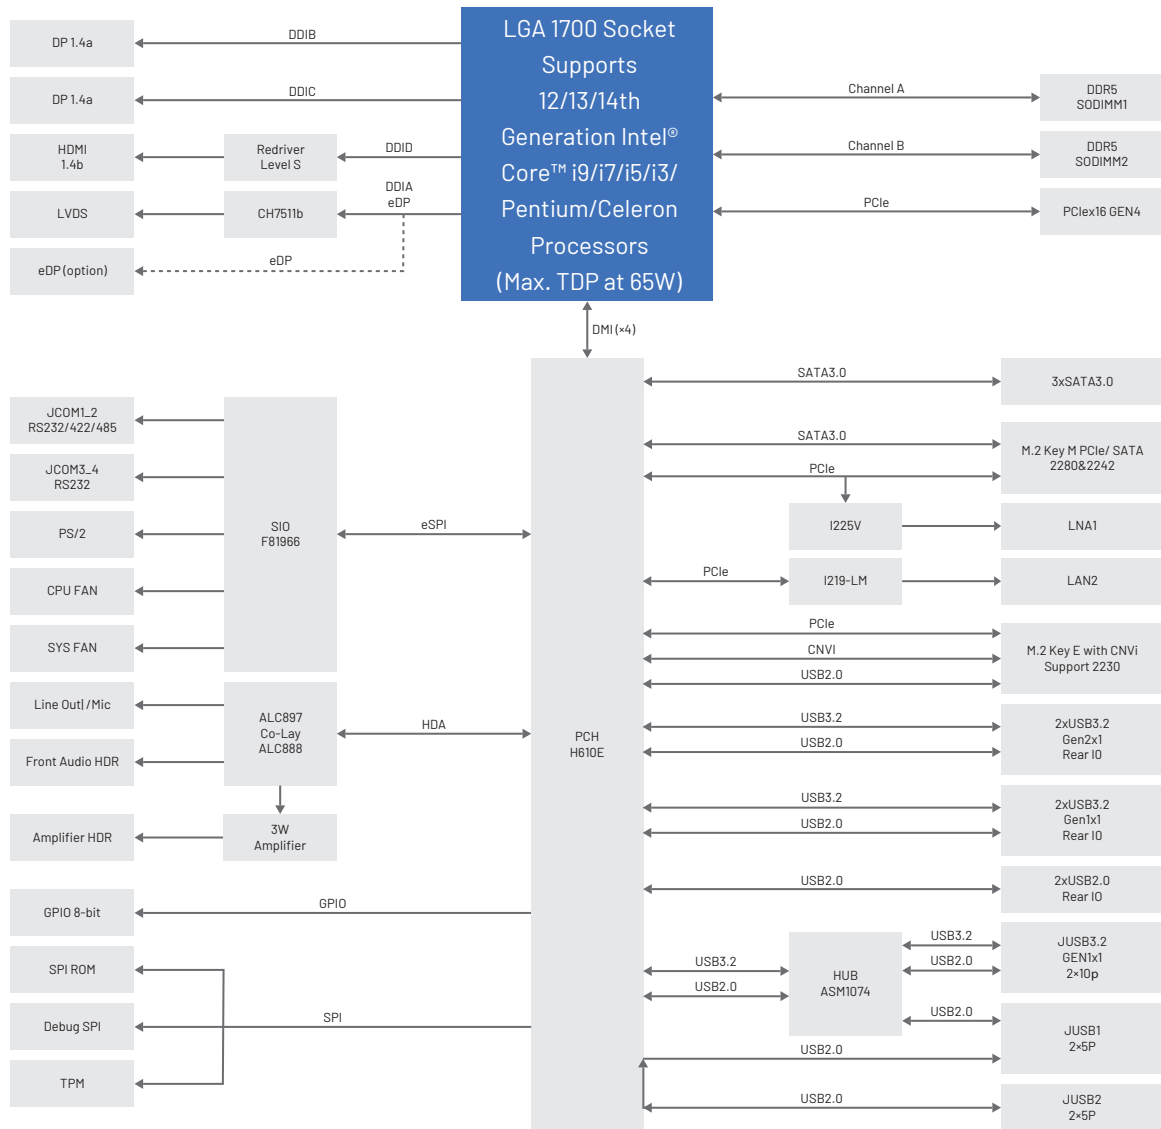 DP 1.4a
DDIB
DP 1.4a
DDIC
HDMI
1.4b
Redriver
Level S
DDID
LVDS
CH7511b
DDIA
eDP
eDP (option)
eDP
LGA 1700 Socket
Supports
12/13/14th
Generation Intel®
Core™ i9/i7/i5/i3/
Pentium/Celeron
Processors
(Max. TDP at 65W)
Channel A
DDR5
SODIMM1
Channel B
DDR5
SODIMM2
PCIe
PCIex16 GEN4
DMI (×4)
JCOM1_2
RS232/422/485
JCOM3_4
RS232
PS/2
CPU FAN
SYS FAN
SIO
F81966
eSPI
Line Out|/Mic
Front Audio HDR
ALC897
Co-Lay
ALC888
HDA
Amplifier HDR
3W
Amplifier
GPIO 8-bit
GPIO
SPI ROM
Debug SPI
SPI
TPM
PCH
H610E
SATA3.0
3xSATA3.0
SATA3.0
PCIe
M.2 Key M PCIe/ SATA
2280&2242
I225V
LNA1
PCIe
I219-LM
LAN2
PCIe
CNVI
USB2.0
M.2 Key E with CNVi
Support 2230
USB3.2
USB2.0
2xUSB3.2
Gen2x1
Rear IO
USB3.2
USB2.0
2xUSB3.2
Gen1x1
Rear IO
USB2.0
2xUSB2.0
Rear IO
USB3.2
USB2.0
HUB
ASM1074
USB3.2
USB2.0
JUSB3.2
GEN1x1
2×10p
USB2.0
USB2.0
JUSB1
2×5P
USB2.0
JUSB2
2×5P